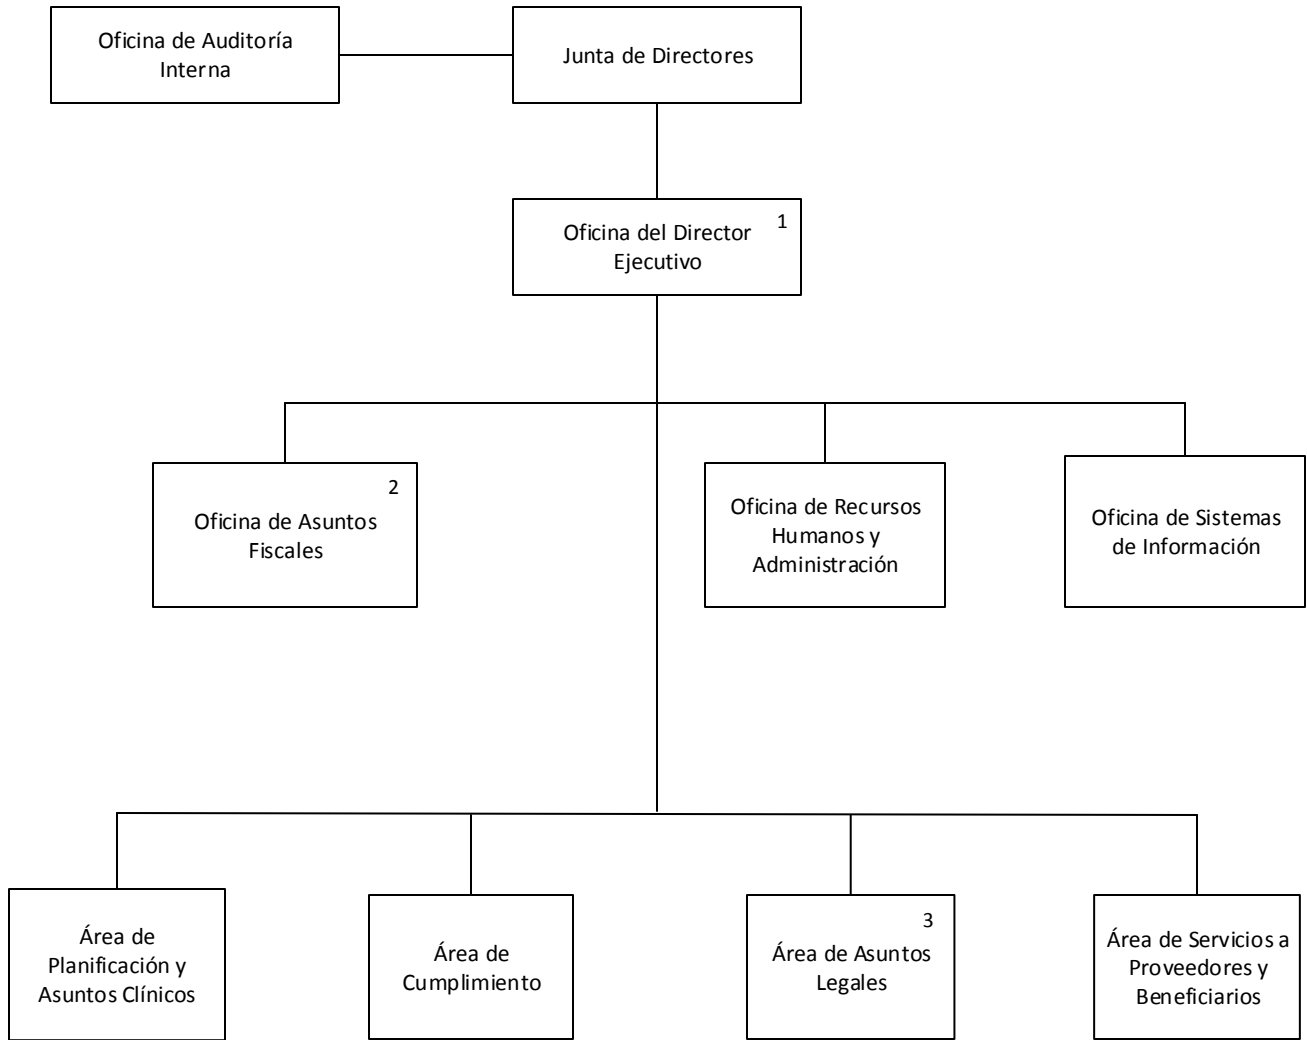 Oficina de Auditoría
Interna
Junta de Directores
1
Oficina del Director
Ejecutivo
2
Oficina de Asuntos
Fiscales
Oficina de Recursos
Humanos y
Administración
Oficina de Sistemas
de Información
Área de
Planificación y
Asuntos Clínicos
Área de
Cumplimiento
3
Área de Asuntos
Legales
Área de Servicios a
Proveedores y
Beneficiarios